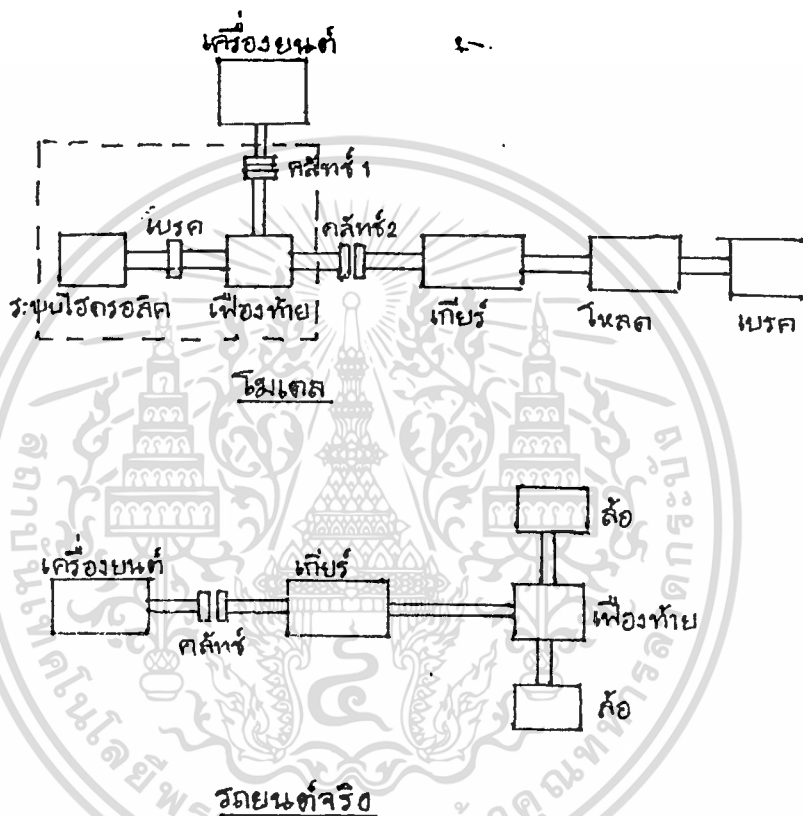 เครื่องยนต์
คลัทช์ 1
เบรค
คลัทช์ 2
ระบบไฮดรอลิค
เฟืองท้าย
เกียร์
โหลด
เบรค
โมเดล
ล้อ
เครื่องยนต์
เกียร์
เฟืองท้าย
คลัทช์
ล้อ
รถยนต์จริง